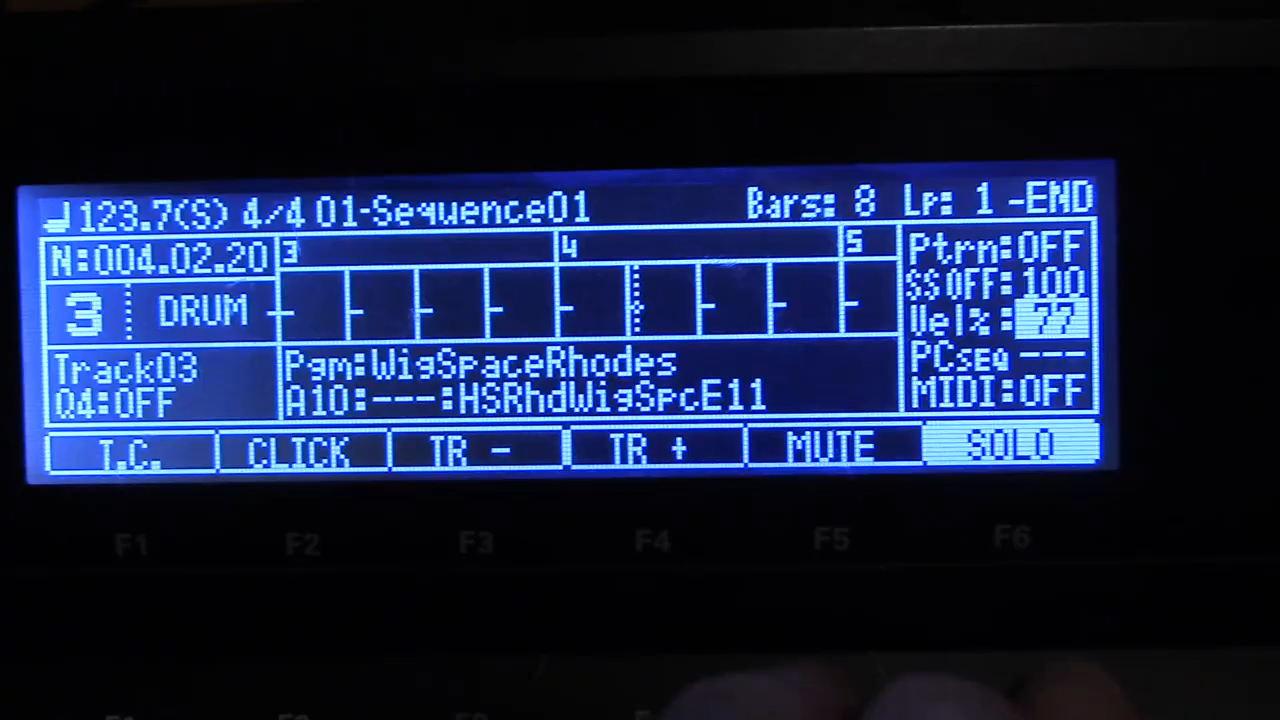 ♩123.7(S) 4/4 01-Sequence01 Bars: 8 Lp: 1 -END
N:004.02.20 3 4 5 Ptrn:OFF
SSOFF:100
3 DRUM Vel%: 77
Track03 Pgm:WigSpaceRhodes PCSEQ ---
Q4:OFF A10:---:HSRhdWigSpcE11 MIDI:OFF
T.C. CLICK TR - TR + MUTE SOLO
F1 F2 F3 F4 F5 F6